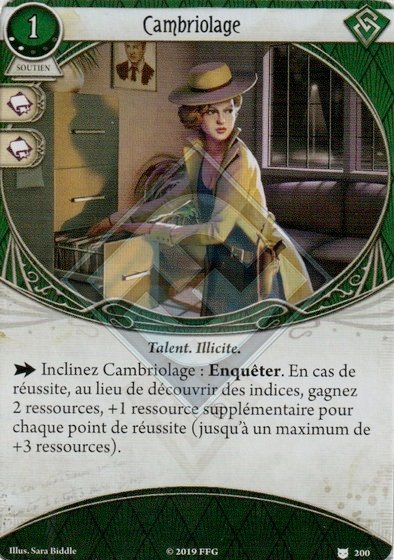 1
Cambriolage
SOUTIEN
Talent. Illicite.
Inclinez Cambriolage : Enquêter. En cas de
réussite, au lieu de découvrir des indices, gagnez
2 ressources, +1 ressource supplémentaire pour
chaque point de réussite (jusqu’à un maximum de
+3 ressources).
Illus. Sara Biddle
© 2019 FFG
200